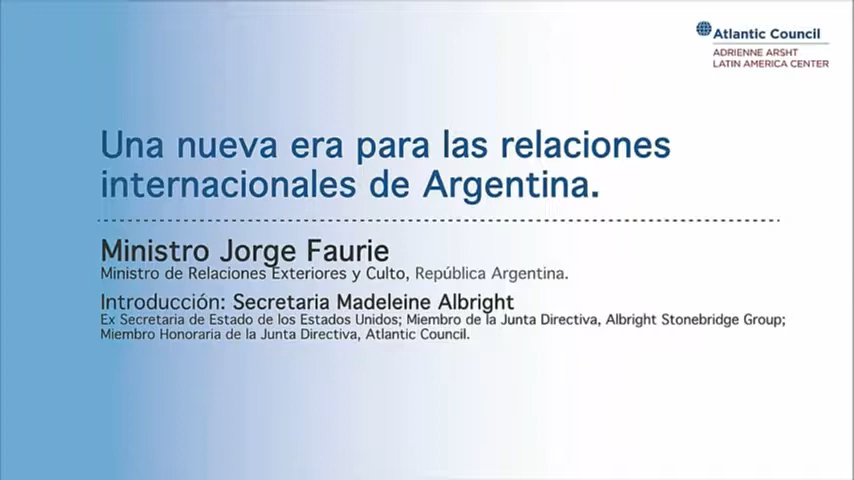 Atlantic Council
ADRIENNE ARSHT
LATIN AMERICA CENTER
Una nueva era para las relaciones
internacionales de Argentina.
Ministro Jorge Faurie
Ministro de Relaciones Exteriores y Culto, República Argentina.
Introducción: Secretaria Madeleine Albright
Ex Secretaria de Estado de los Estados Unidos; Miembro de la Junta Directiva, Albright Stonebridge Group;
Miembro Honoraria de la Junta Directiva, Atlantic Council.